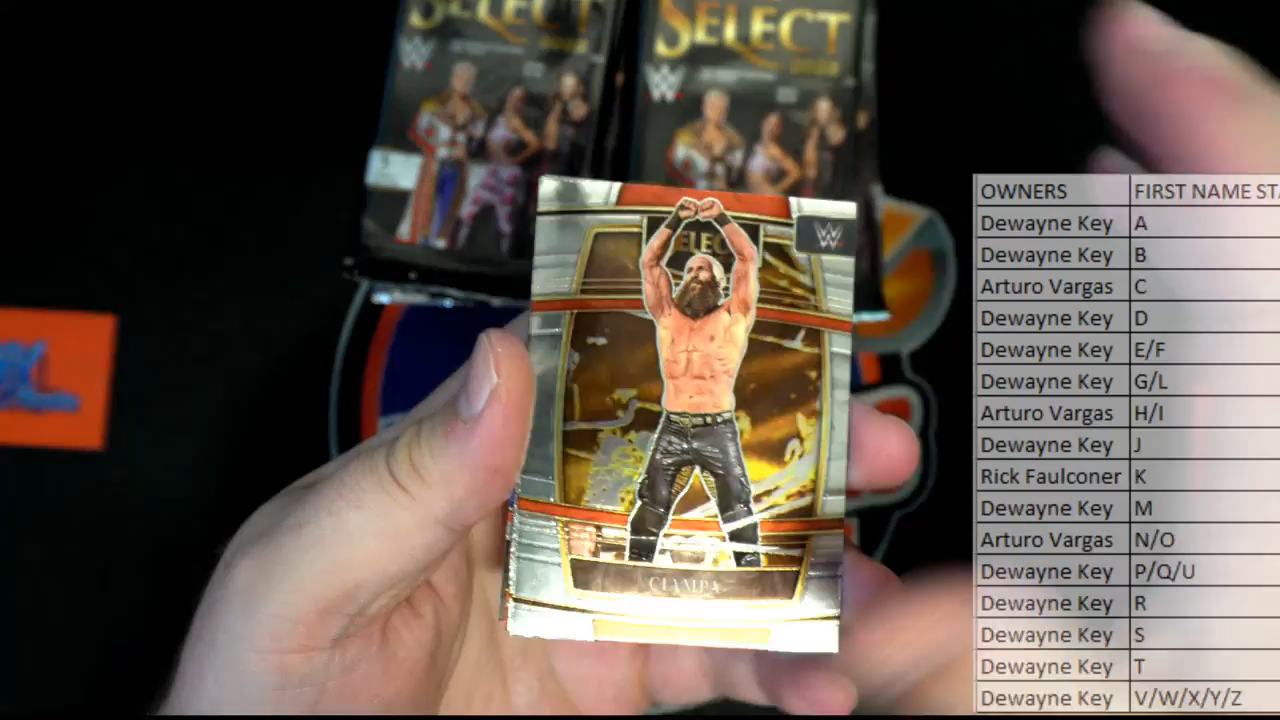 SELECT
SELECT
W
W
SELECT
W
CIAMPA
OWNERS FIRST NAME ST
Dewayne Key A
Dewayne Key B
Arturo Vargas C
Dewayne Key D
Dewayne Key E/F
Dewayne Key G/L
Arturo Vargas H/I
Dewayne Key J
Rick Faulconer K
Dewayne Key M
Arturo Vargas N/O
Dewayne Key P/Q/U
Dewayne Key R
Dewayne Key S
Dewayne Key T
Dewayne Key V/W/X/Y/Z